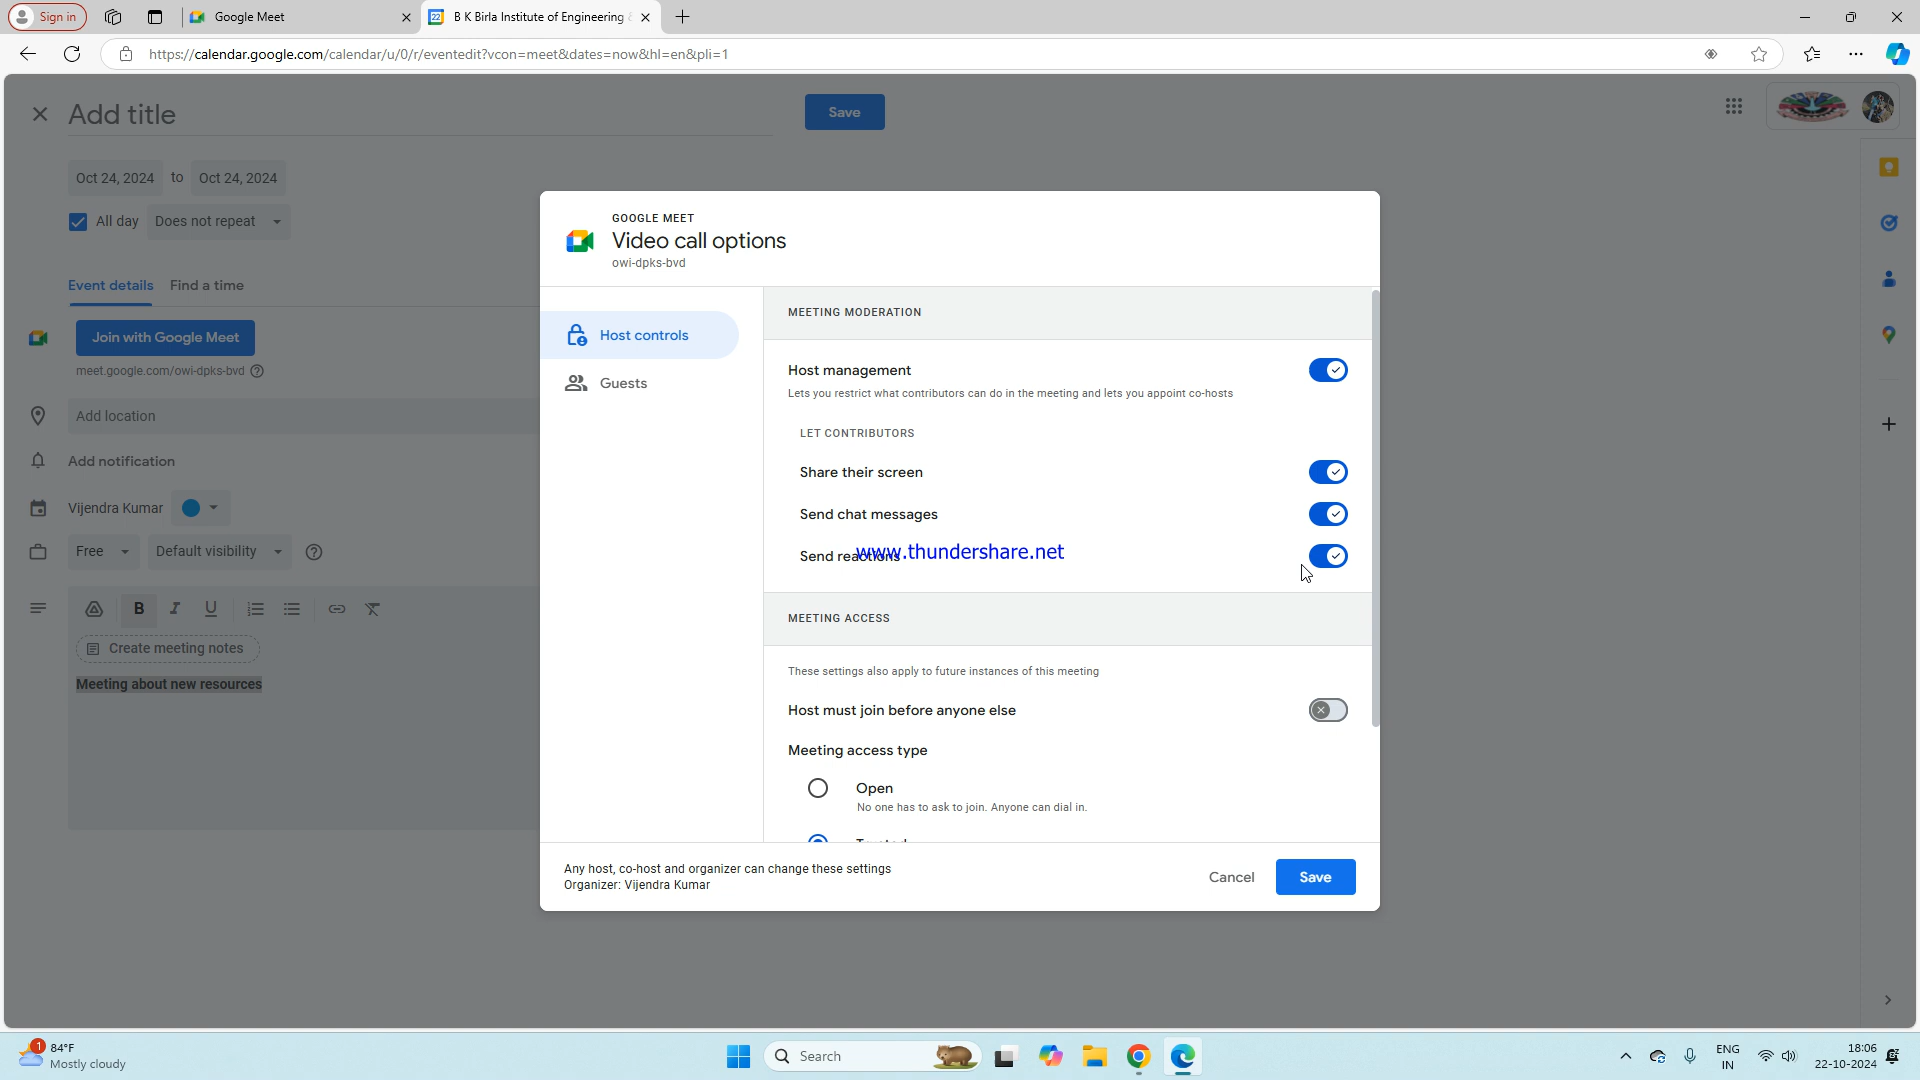 Sign in
Google Meet
B K Birla Institute of Engineering &
https://calendar.google.com/calendar/u/0/r/eventedit?vcon=meet&dates=now&hl=en&pli=1
Add title
Save
Oct 24, 2024 to Oct 24, 2024
All day Does not repeat
Event details Find a time
Join with Google Meet
meet.google.com/owi-dpks-bvd
Add location
Add notification
Vijendra Kumar
Free Default visibility
B I U
Create meeting notes
Meeting about new resources
GOOGLE MEET
Video call options
owi-dpks-bvd
Host controls
Guests
MEETING MODERATION
Host management
Lets you restrict what contributors can do in the meeting and lets you appoint co-hosts
LET CONTRIBUTORS
Share their screen
Send chat messages
Send reactions
www.thundershare.net
MEETING ACCESS
These settings also apply to future instances of this meeting
Host must join before anyone else
Meeting access type
Open
No one has to ask to join. Anyone can dial in.
Any host, co-host and organizer can change these settings
Organizer: Vijendra Kumar
Cancel Save
1
84°F
Mostly cloudy
Search
ENG
IN
18:06
22-10-2024